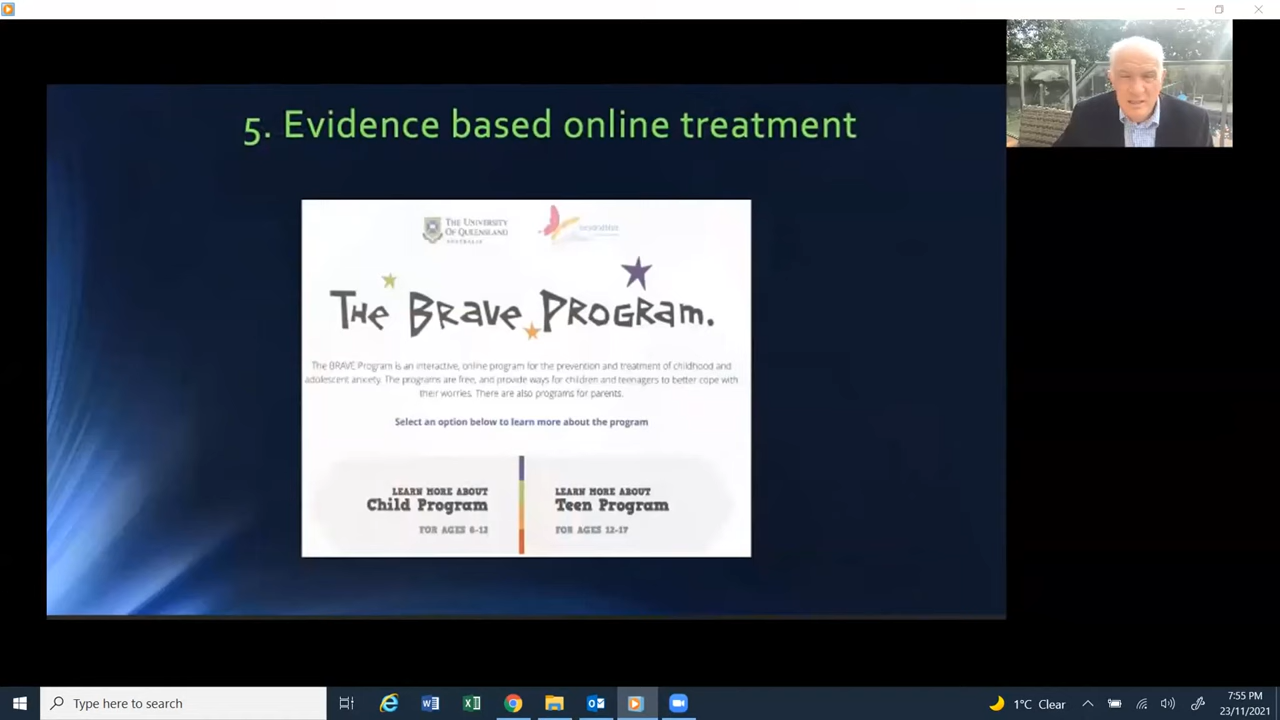 5. Evidence based online treatment
THE UNIVERSITY
OF QUEENSLAND
AUSTRALIA
beyondblue
THE BRAVE PROGRAM.
The BRAVE Program is an interactive, online program for the prevention and treatment of childhood and
adolescent anxiety. The programs are free, and provide ways for children and teenagers to better cope with
their worries. There are also programs for parents.
Select an option below to learn more about the program
LEARN MORE ABOUT
Child Program
FOR AGES 6-12
LEARN MORE ABOUT
Teen Program
FOR AGES 12-17
Type here to search
1°C Clear
7:55 PM
23/11/2021